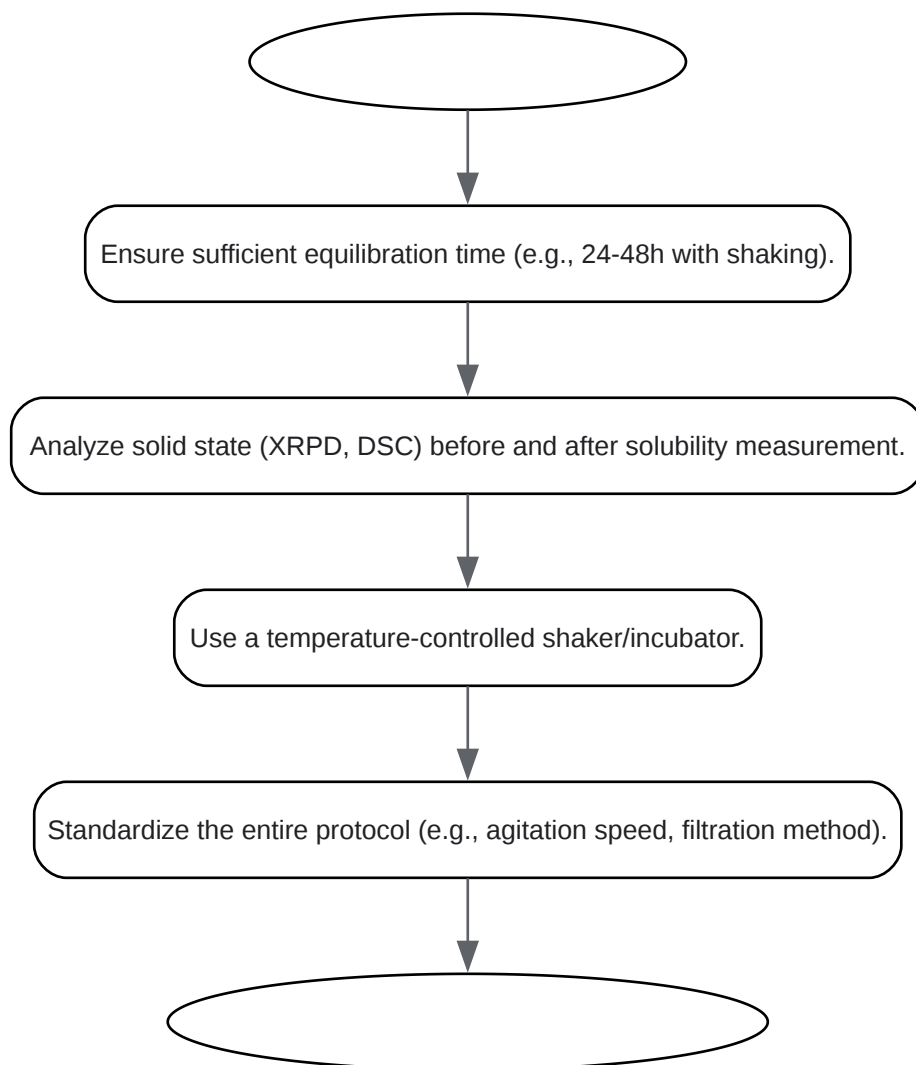 Ensure sufficient equilibration time (e.g., 24-48h with shaking).
Analyze solid state (XRPD, DSC) before and after solubility measurement.
Use a temperature-controlled shaker/incubator.
Standardize the entire protocol (e.g., agitation speed, filtration method).